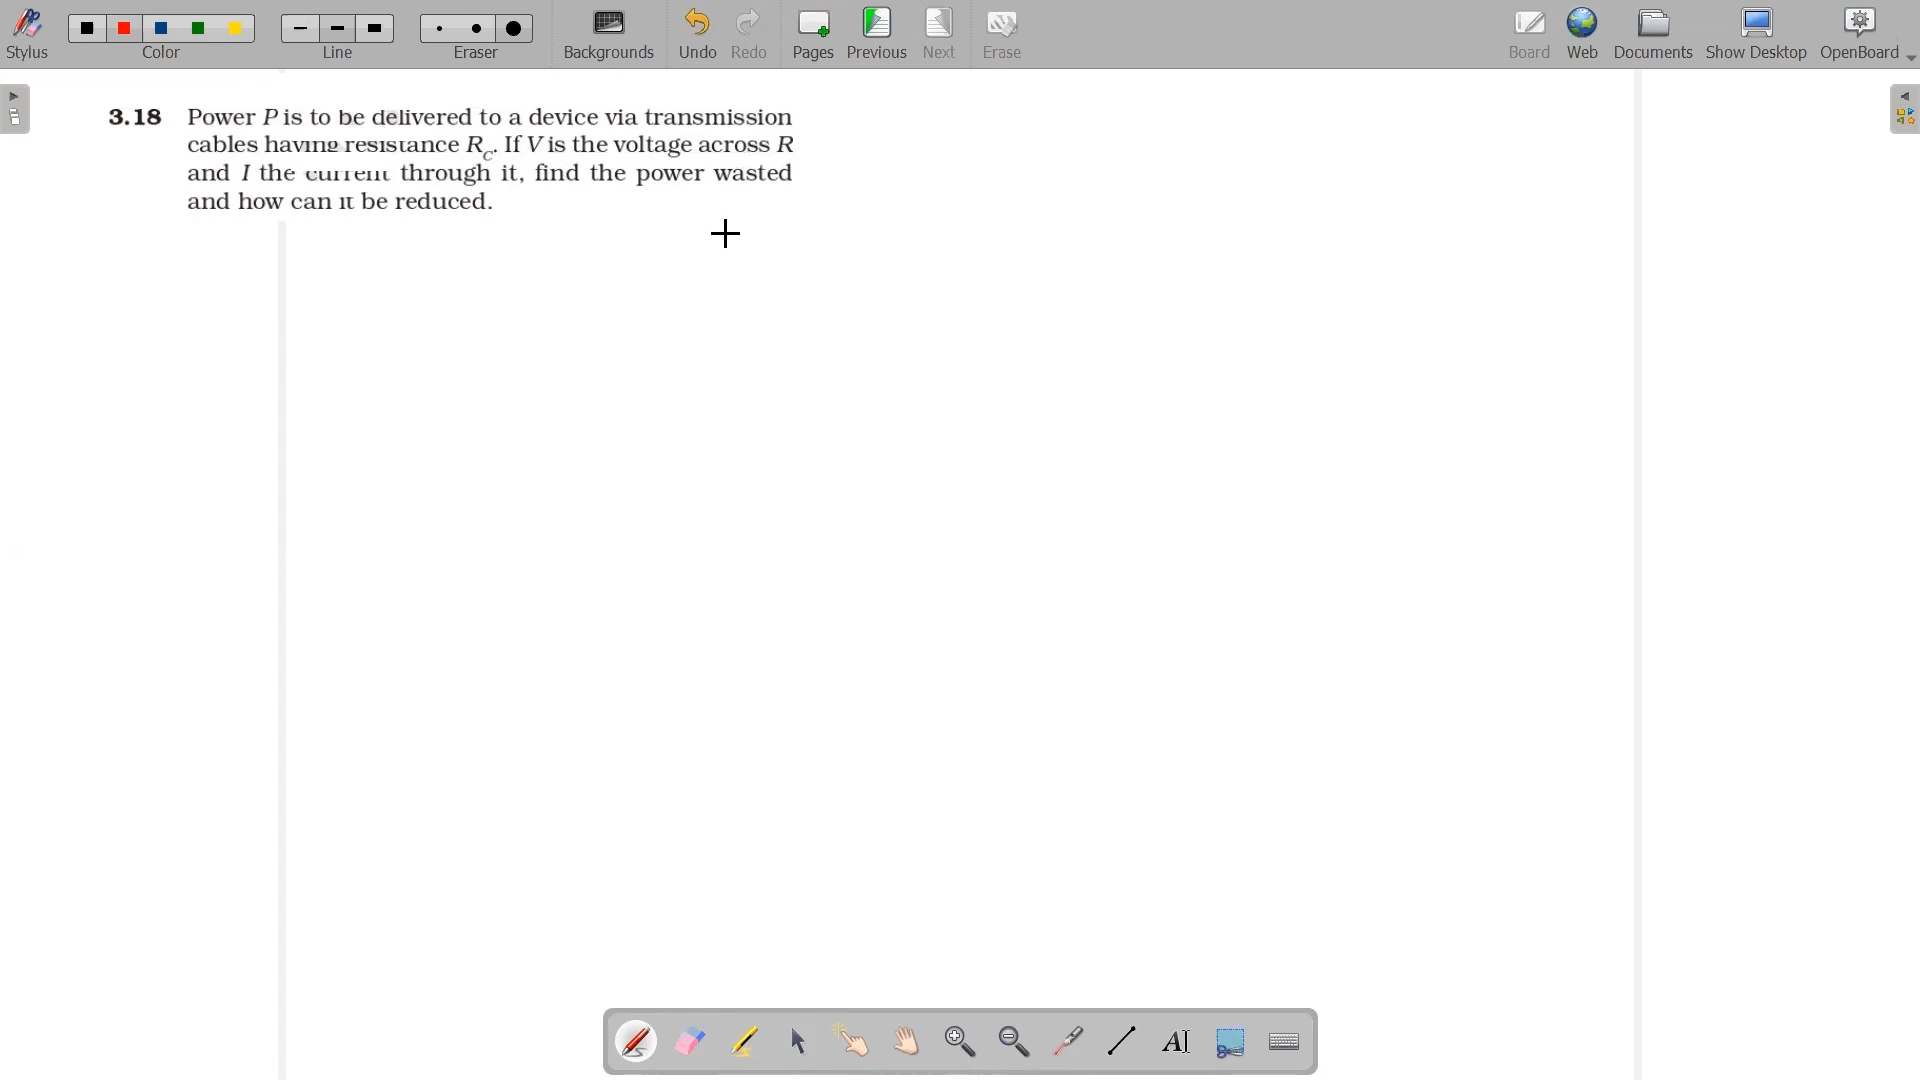 Stylus Color Line Eraser Backgrounds Undo Redo Pages Previous Next Erase Board Web Documents Show Desktop OpenBoard
3.18 Power P is to be delivered to a device via transmission
cables having resistance R_C. If V is the voltage across R
and I the current through it, find the power wasted
and how can it be reduced.